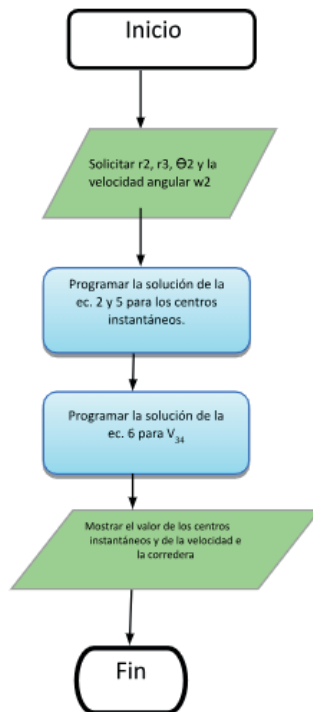 Inicio
Solicitar r2, r3, Ɵ2 y la
velocidad angular w2
Programar la solución de la
ec. 2 y 5 para los centros
instantáneos.
Programar la solución de la
ec. 6 para V₃₄
Mostrar el valor de los centros
instantáneos y de la velocidad e
la corredera
Fin